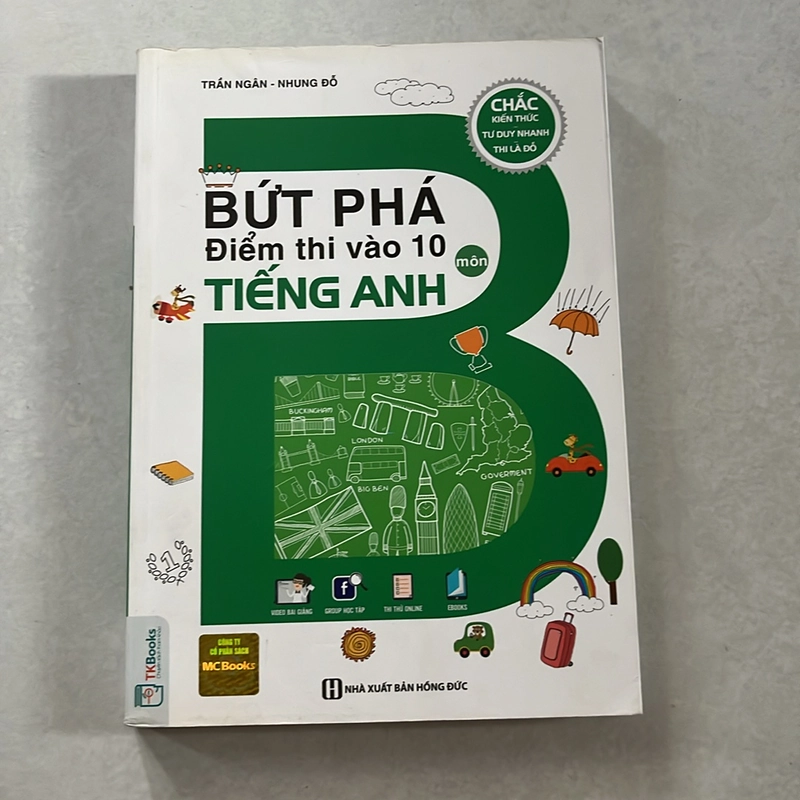 TRẦN NGÂN - NHUNG ĐỖ
CHẮC
KIẾN THỨC
TƯ DUY NHANH
THI LÀ ĐỖ
BỨT PHÁ
Điểm thi vào 10
môn
TIẾNG ANH
BUCKINGHAM
LONDON
BIG BEN
GOVERMENT
VIDEO BÀI GIẢNG
GROUP HỌC TẬP
THI THỬ ONLINE
EBOOKS
1
TKBooks
CÔNG TY
CỔ PHẦN SÁCH
MCBooks
NHÀ XUẤT BẢN HỒNG ĐỨC